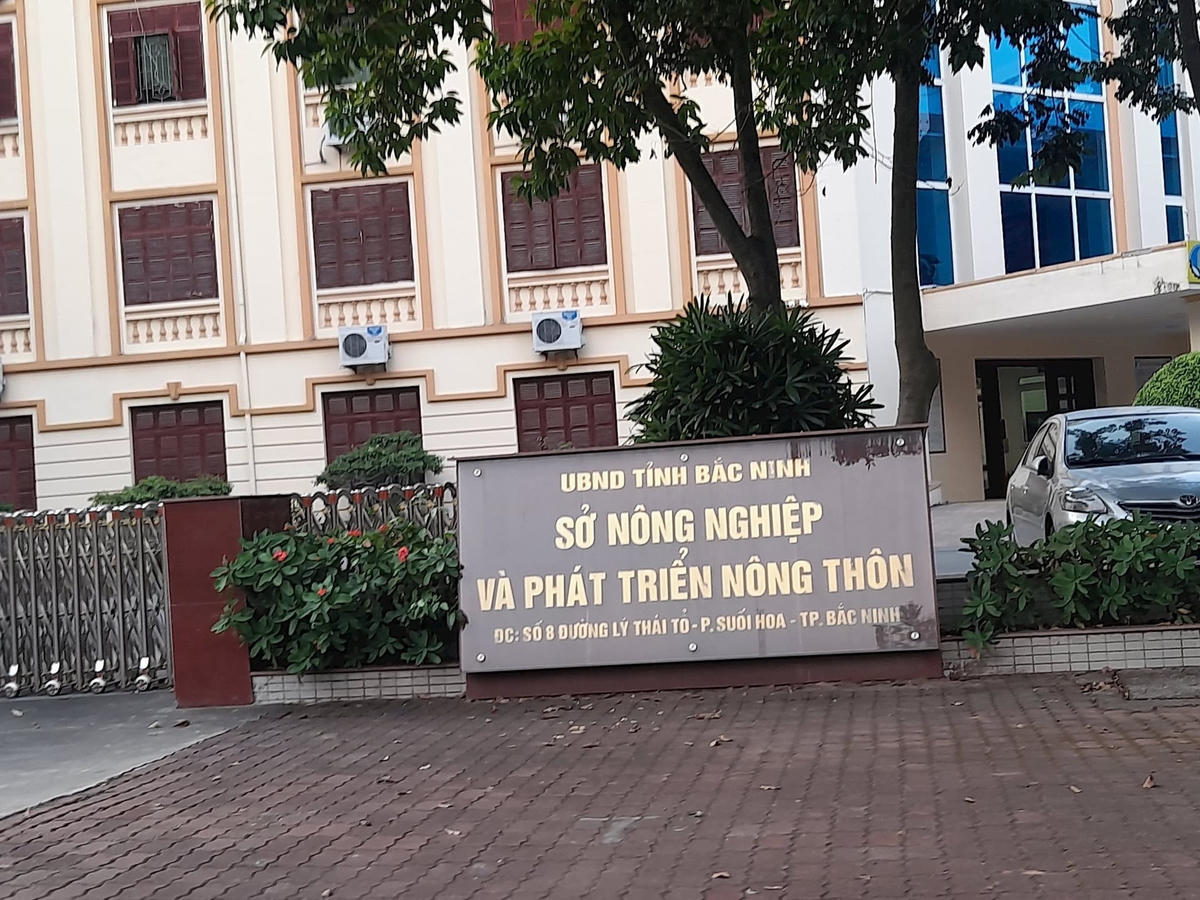 UBND TỈNH BẮC NINH
SỞ NÔNG NGHIỆP
VÀ PHÁT TRIỂN NÔNG THÔN
ĐC: SỐ 8 ĐƯỜNG LÝ THÁI TỔ - P. SUỐI HOA - TP. BẮC NINH